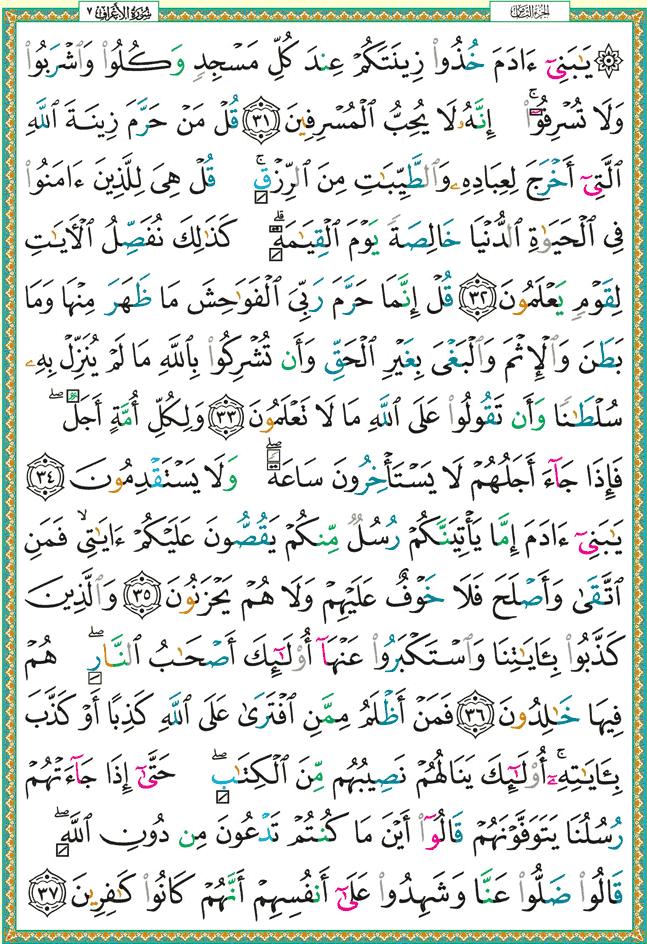 سُورَةُ الأَعْرَافِ ٧ الجزء الثامن
۞ يَـٰبَنِىٓ ءَادَمَ خُذُوا۟ زِينَتَكُمْ عِندَ كُلِّ مَسْجِدٍ وَكُلُوا۟ وَٱشْرَبُوا۟
وَلَا تُسْرِفُوٓا۟ ۚ إِنَّهُۥ لَا يُحِبُّ ٱلْمُسْرِفِينَ ٣١ قُلْ مَنْ حَرَّمَ زِينَةَ ٱللَّهِ
ٱلَّتِىٓ أَخْرَجَ لِعِبَادِهِۦ وَٱلطَّيِّبَـٰتِ مِنَ ٱلرِّزْقِ ۚ قُلْ هِىَ لِلَّذِينَ ءَامَنُوا۟
فِى ٱلْحَيَوٰةِ ٱلدُّنْيَا خَالِصَةً يَوْمَ ٱلْقِيَـٰمَةِ ۗ كَذَٰلِكَ نُفَصِّلُ ٱلْـَٔايَـٰتِ
لِقَوْمٍ يَعْلَمُونَ ٣٢ قُلْ إِنَّمَا حَرَّمَ رَبِّىَ ٱلْفَوَٰحِشَ مَا ظَهَرَ مِنْهَا وَمَا
بَطَنَ وَٱلْإِثْمَ وَٱلْبَغْىَ بِغَيْرِ ٱلْحَقِّ وَأَن تُشْرِكُوا۟ بِٱللَّهِ مَا لَمْ يُنَزِّلْ بِهِۦ
سُلْطَـٰنًا وَأَن تَقُولُوا۟ عَلَى ٱللَّهِ مَا لَا تَعْلَمُونَ ٣٣ وَلِكُلِّ أُمَّةٍ أَجَلٌ ۖ
فَإِذَا جَآءَ أَجَلُهُمْ لَا يَسْتَأْخِرُونَ سَاعَةً ۖ وَلَا يَسْتَقْدِمُونَ ٣٤
يَـٰبَنِىٓ ءَادَمَ إِمَّا يَأْتِيَنَّكُمْ رُسُلٌ مِّنكُمْ يَقُصُّونَ عَلَيْكُمْ ءَايَـٰتِى ۙ فَمَنِ
ٱتَّقَىٰ وَأَصْلَحَ فَلَا خَوْفٌ عَلَيْهِمْ وَلَا هُمْ يَحْزَنُونَ ٣٥ وَٱلَّذِينَ
كَذَّبُوا۟ بِـَٔايَـٰتِنَا وَٱسْتَكْبَرُوا۟ عَنْهَآ أُو۟لَـٰٓئِكَ أَصْحَـٰبُ ٱلنَّارِ ۖ هُمْ
فِيهَا خَـٰلِدُونَ ٣٦ فَمَنْ أَظْلَمُ مِمَّنِ ٱفْتَرَىٰ عَلَى ٱللَّهِ كَذِبًا أَوْ كَذَّبَ
بِـَٔايَـٰتِهِۦٓ ۚ أُو۟لَـٰٓئِكَ يَنَالُهُمْ نَصِيبُهُم مِّنَ ٱلْكِتَـٰبِ ۖ حَتَّىٰٓ إِذَا جَآءَتْهُمْ
رُسُلُنَا يَتَوَفَّوْنَهُمْ قَالُوٓا۟ أَيْنَ مَا كُنتُمْ تَدْعُونَ مِن دُونِ ٱللَّهِ ۖ
قَالُوا۟ ضَلُّوا۟ عَنَّا وَشَهِدُوا۟ عَلَىٰٓ أَنفُسِهِمْ أَنَّهُمْ كَانُوا۟ كَـٰفِرِينَ ٣٧